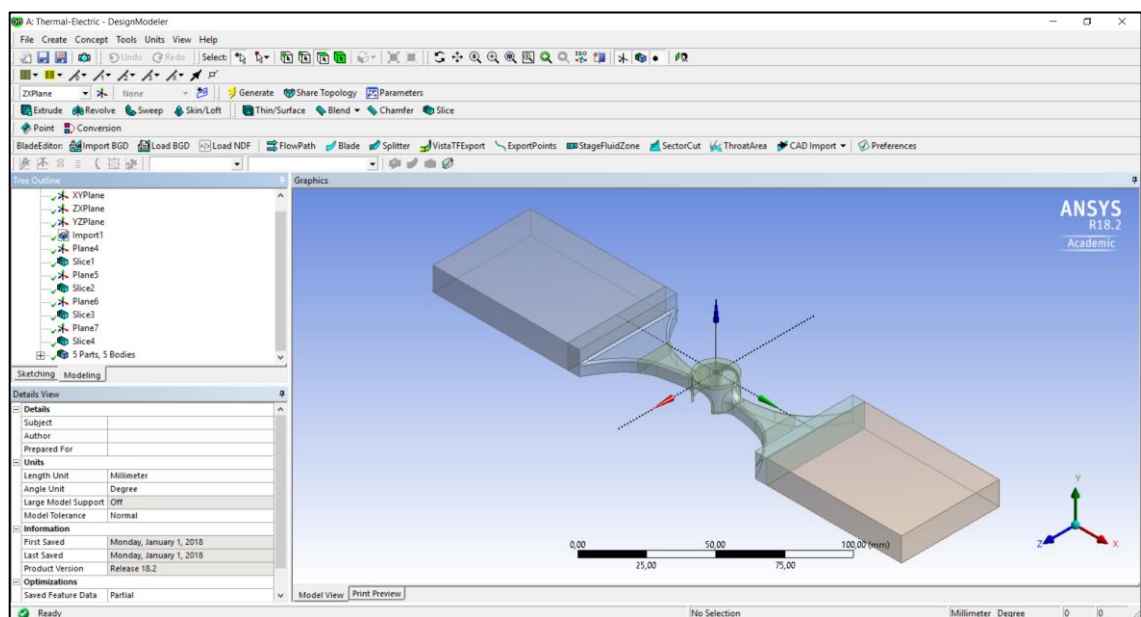 A: Thermal-Electric - DesignModeler
File Create Concept Tools Units View Help
Undo Redo Select:
ZXPlane None Generate Share Topology Parameters
Extrude Revolve Sweep Skin/Loft Thin/Surface Blend Chamfer Slice
Point Conversion
BladeEditor: Import BGD Load BGD Load NDF FlowPath Blade Splitter VistaTFExport ExportPoints StageFluidZone SectorCut ThroatArea CAD Import Preferences
Tree Outline
XYPlane
ZXPlane
YZPlane
Import1
Plane4
Slice1
Plane5
Slice2
Plane6
Slice3
Plane7
Slice4
5 Parts, 5 Bodies
Sketching Modeling
Details View
Details
Subject
Author
Prepared For
Units
Length Unit Millimeter
Angle Unit Degree
Large Model Support Off
Model Tolerance Normal
Information
First Saved Monday, January 1, 2018
Last Saved Monday, January 1, 2018
Product Version Release 18.2
Optimizations
Saved Feature Data Partial
Graphics
ANSYS
R18.2
Academic
0,00 50,00 100,00 (mm)
25,00 75,00
Y
Z X
Model View Print Preview
Ready No Selection Millimeter Degree 0 0